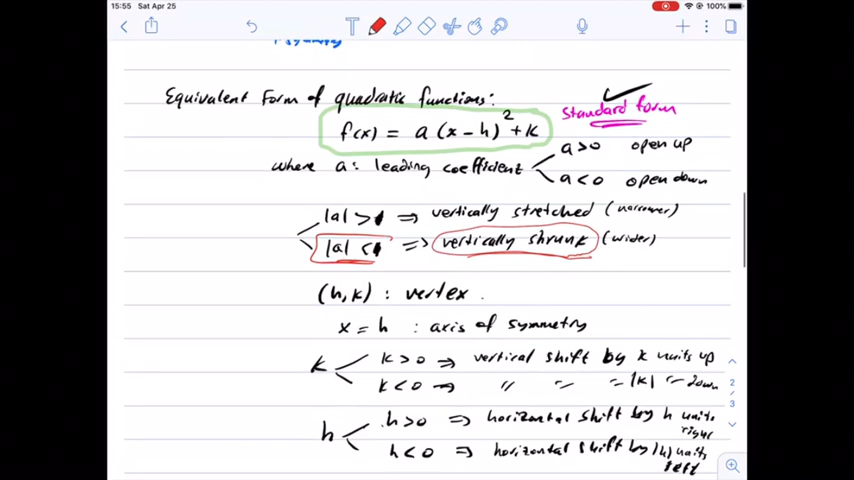 15:55 Sat Apr 25 100%
Equivalent Form of quadratic functions:
Standard form
f(x) = a (x - h)² + k
where a: leading coefficient
a > 0 open up
a < 0 open down
|a| > 1 ⇒ vertically stretched (narrower)
|a| < 1 ⇒ vertically shrunk (wider)
(h, k) : vertex.
x = h : axis of symmetry
k
k > 0 ⇒ vertical shift by k units up
k < 0 ⇒ " " " |k| " down
h
h > 0 ⇒ horizontal shift by h units right
h < 0 ⇒ horizontal shift by |h| units left
2
3